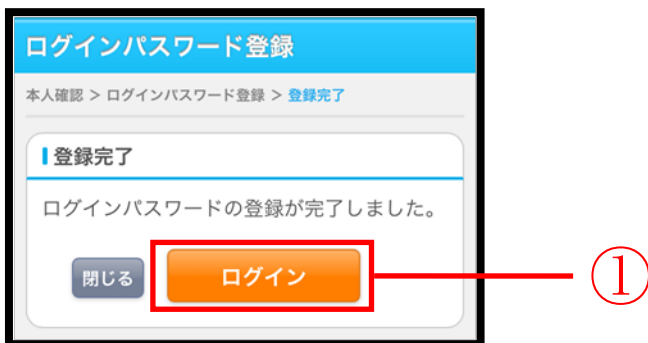 ログインパスワード登録
本人確認 > ログインパスワード登録 > 登録完了
登録完了
ログインパスワードの登録が完了しました。
閉じる ログイン ①